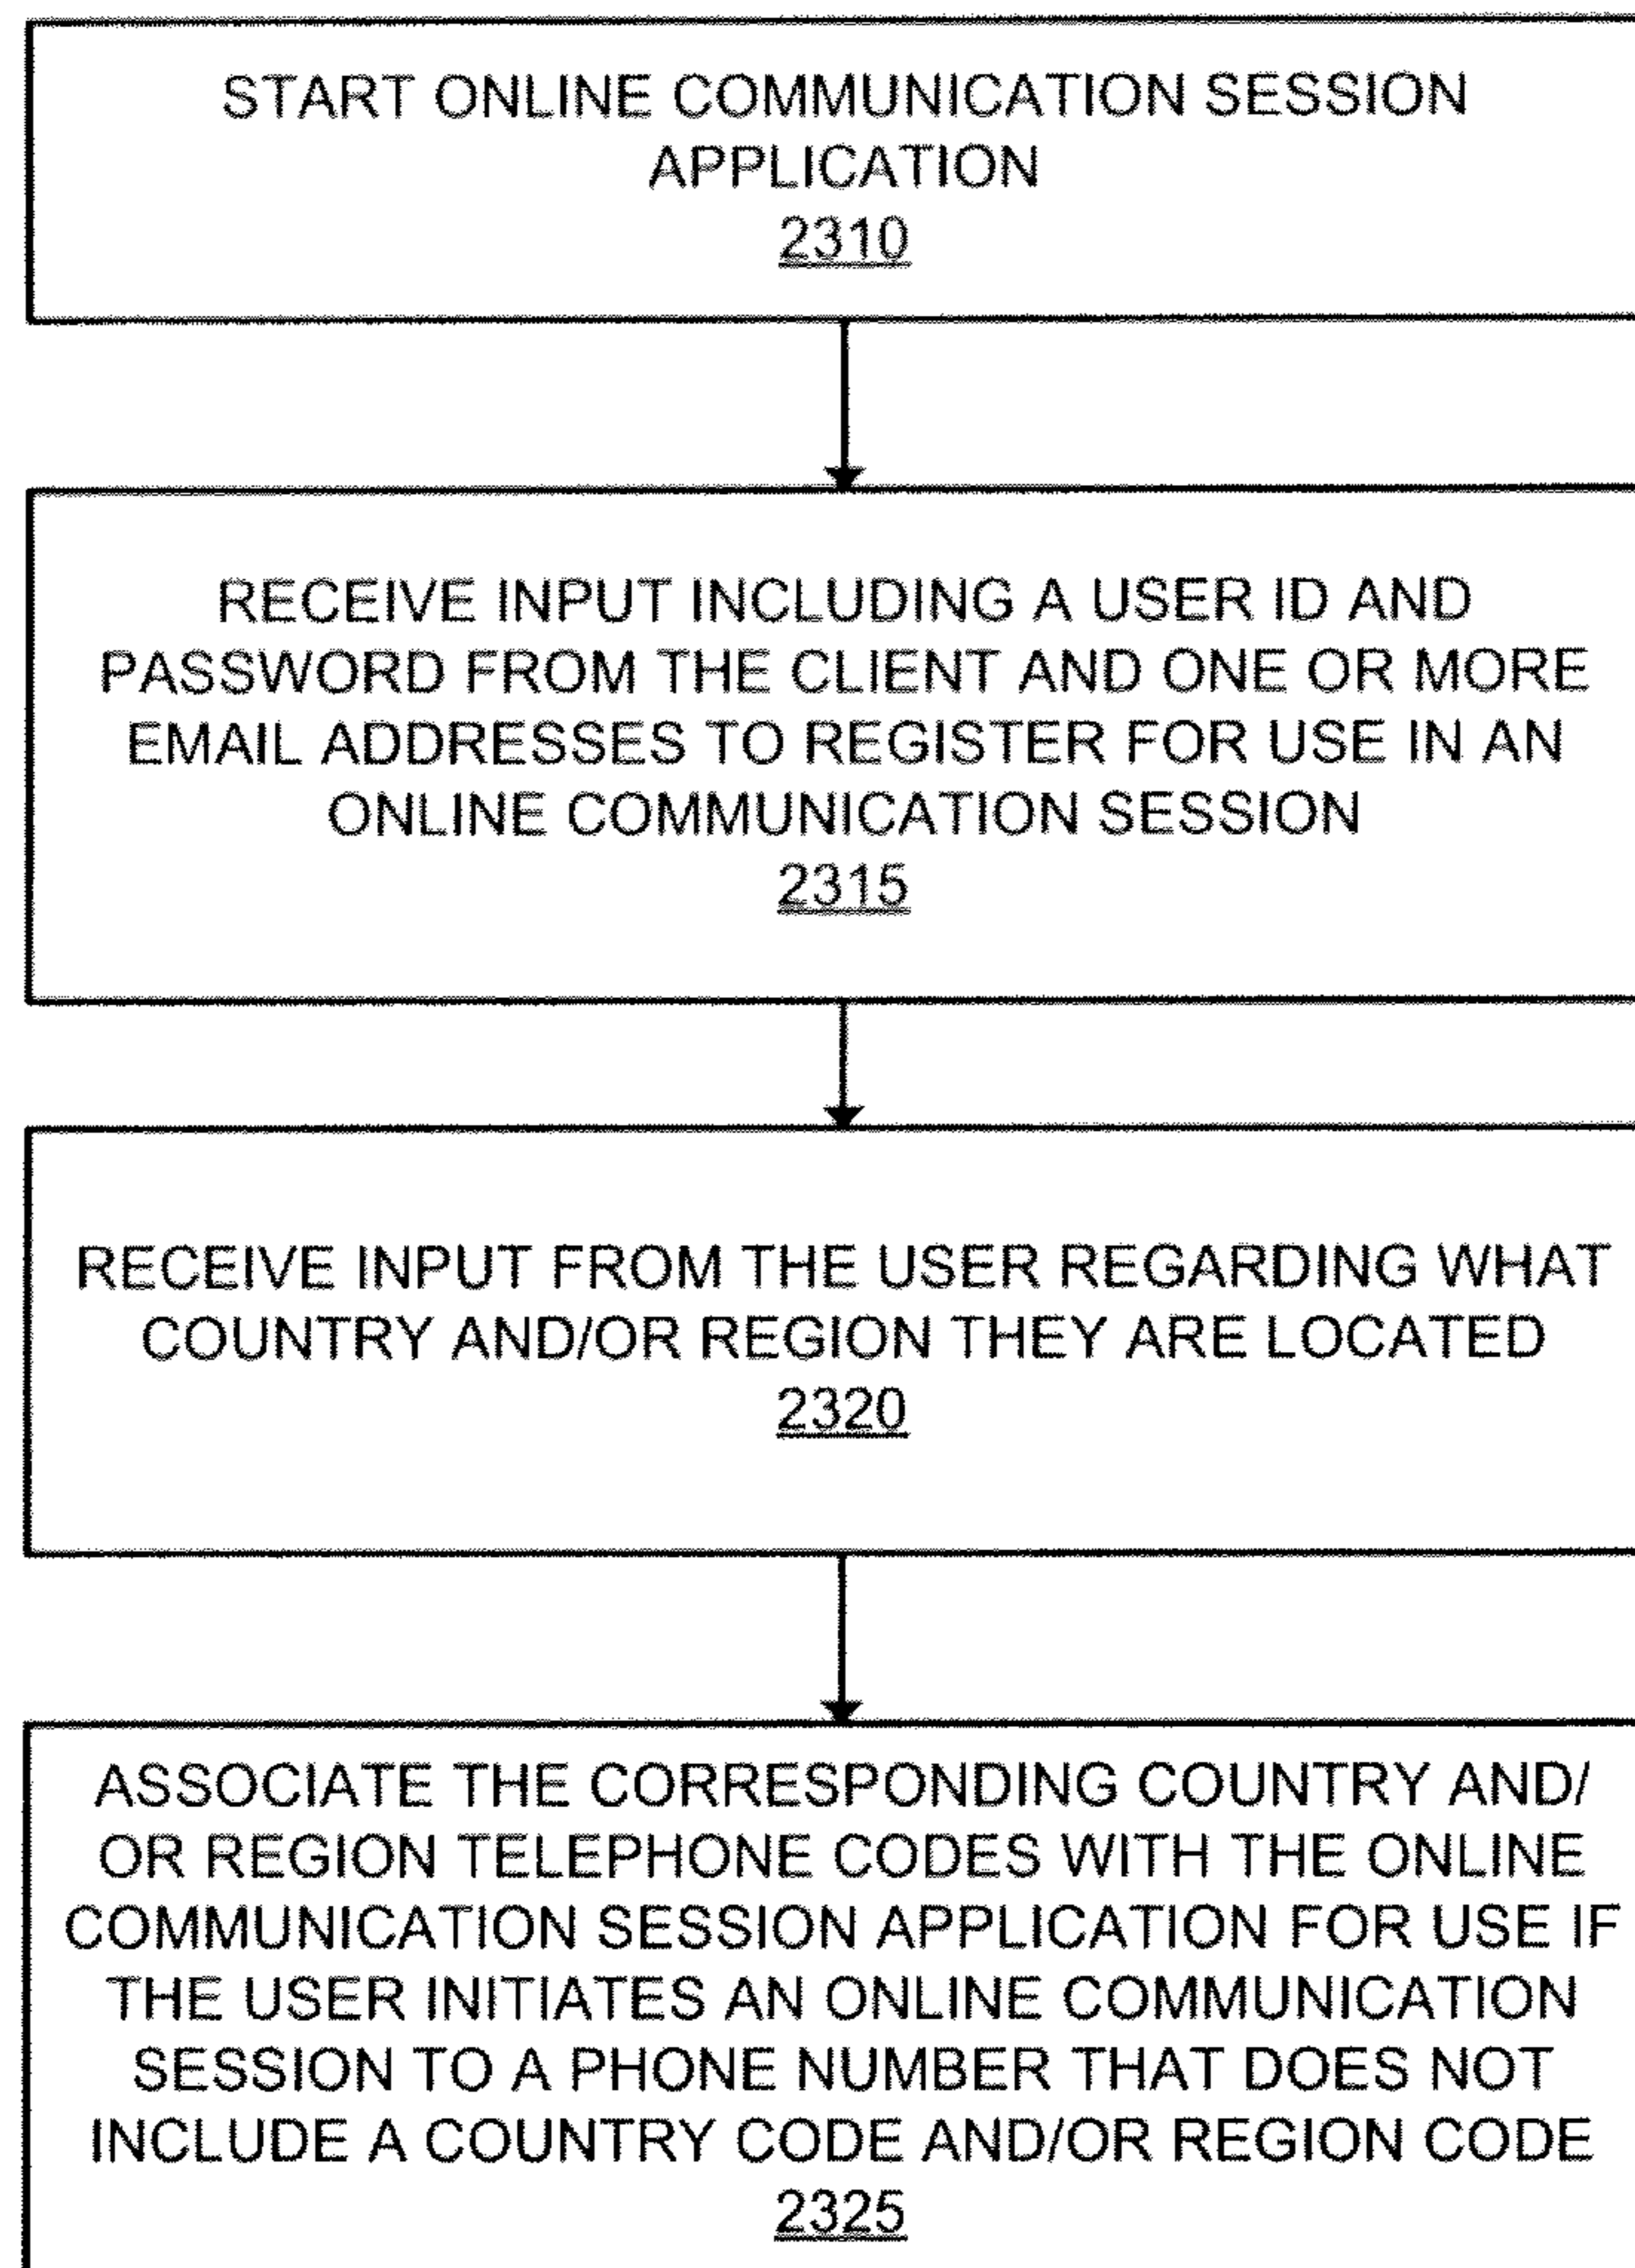 START ONLINE COMMUNICATION SESSION
APPLICATION
2310
RECEIVE INPUT INCLUDING A USER ID AND
PASSWORD FROM THE CLIENT AND ONE OR MORE
EMAIL ADDRESSES TO REGISTER FOR USE IN AN
ONLINE COMMUNICATION SESSION
2315
RECEIVE INPUT FROM THE USER REGARDING WHAT
COUNTRY AND/OR REGION THEY ARE LOCATED
2320
ASSOCIATE THE CORRESPONDING COUNTRY AND/
OR REGION TELEPHONE CODES WITH THE ONLINE
COMMUNICATION SESSION APPLICATION FOR USE IF
THE USER INITIATES AN ONLINE COMMUNICATION
SESSION TO A PHONE NUMBER THAT DOES NOT
INCLUDE A COUNTRY CODE AND/OR REGION CODE
2325